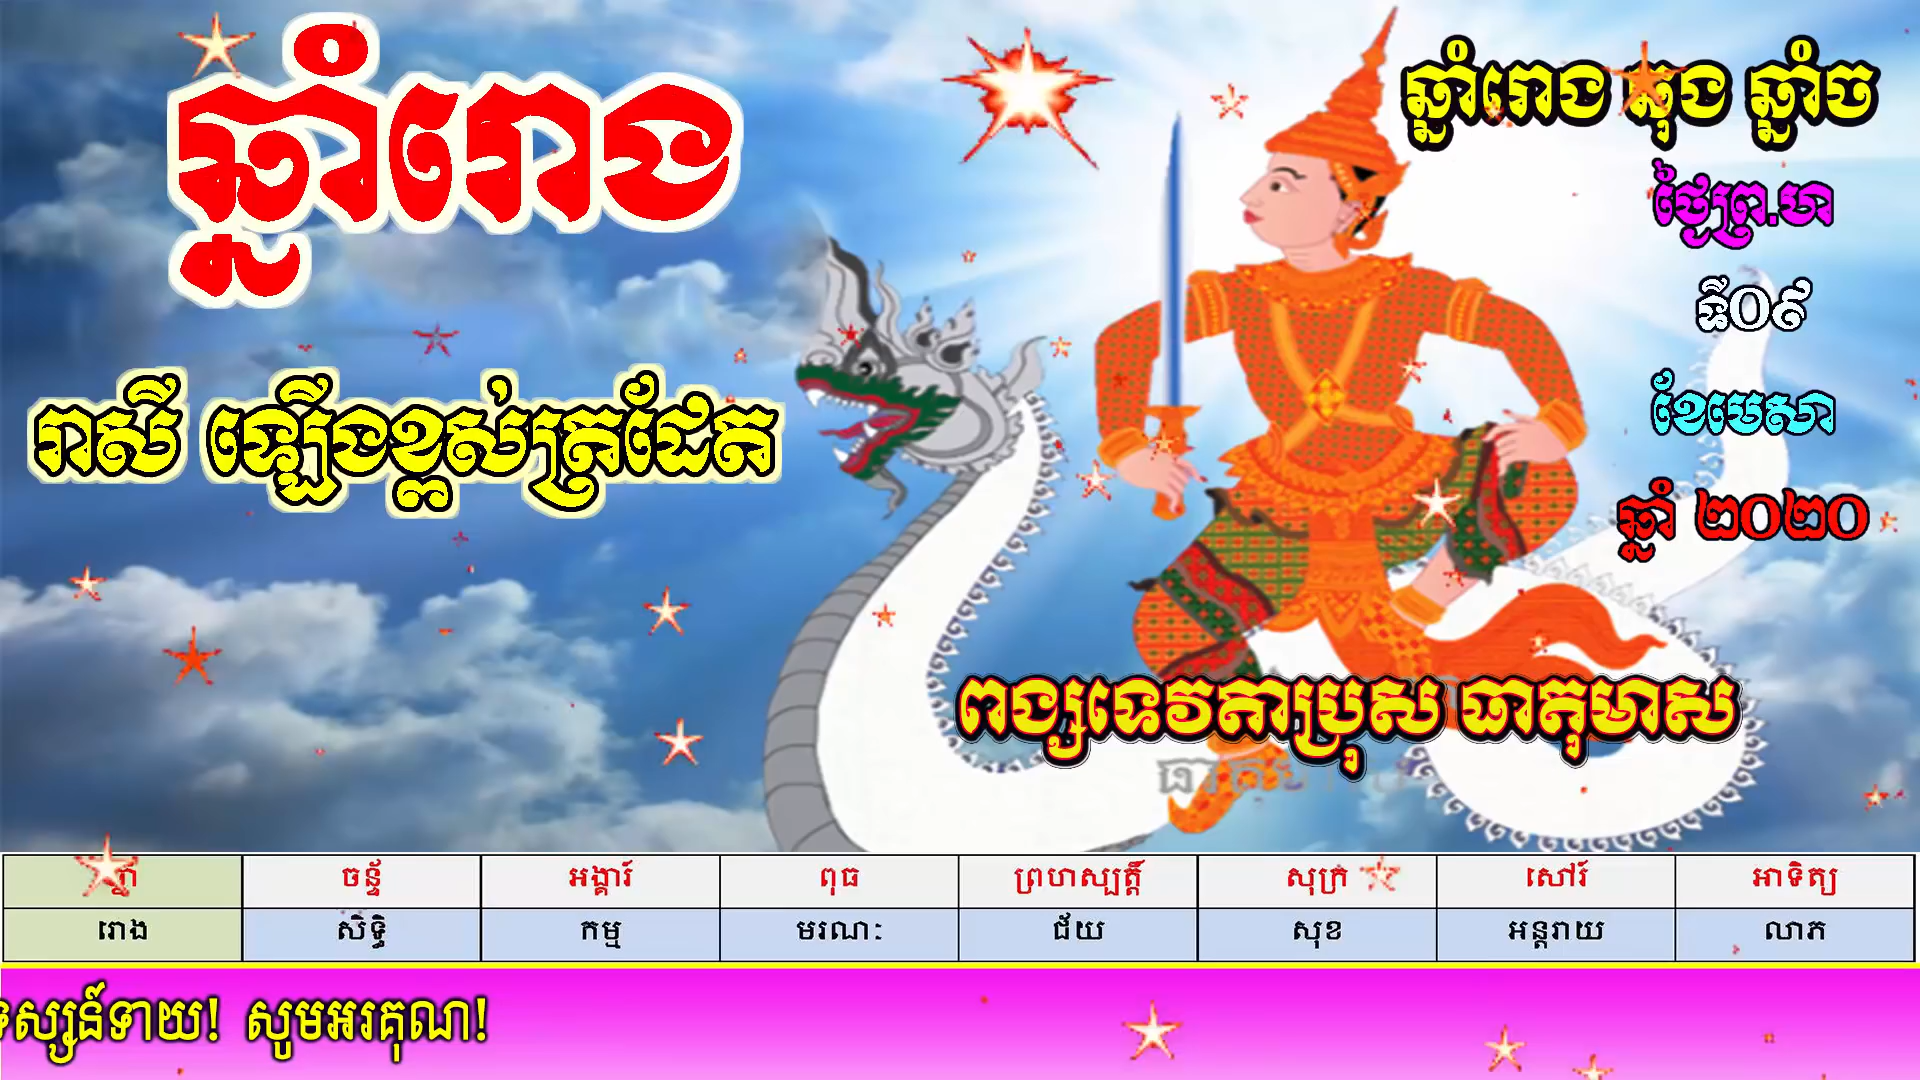 ឆ្នាំរោង
ឆ្នាំរោង ឆុង ឆ្នាំច
ថ្ងៃព្រ.ហ
ទី០៩
ខែមេសា
ឆ្នាំ ២០២០
រាសី ឡើងខ្ពស់ត្រដែត
ពង្សទេវតាប្រុស ធាតុមាស
ឆ្នាំ ចន្ទ័ អង្គារ៍ ពុធ ព្រហស្បត្តិ៍ សុក្រ សៅរ៍ អាទិត្យ
រោង សិទ្ធិ កម្ម មរណៈ ជ័យ សុខ អន្តរាយ លាភ
ទស្សន៍ទាយ! សូមអរគុណ!